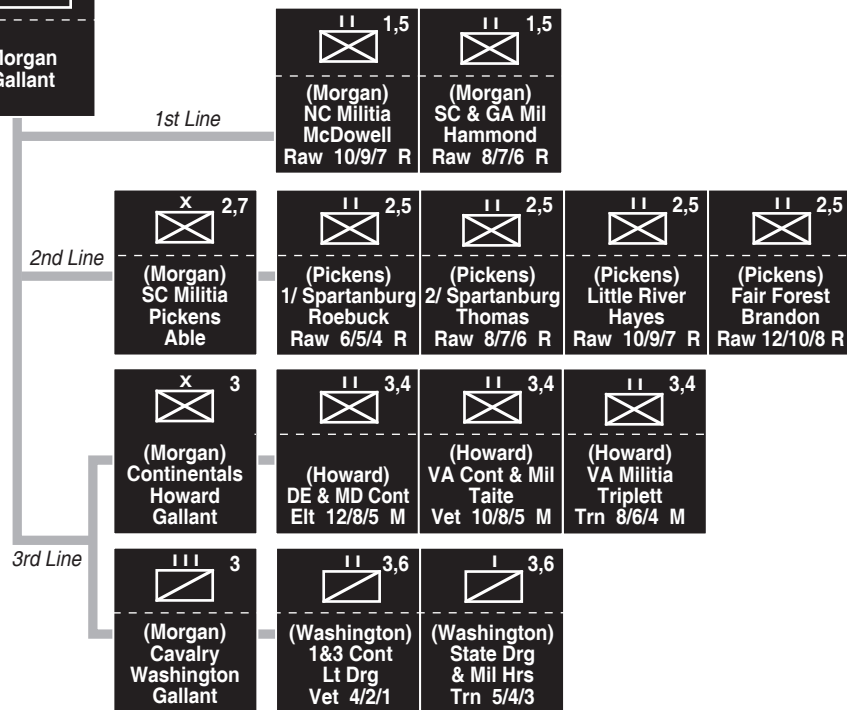 Gallant
1,5
(Morgan)
NC Militia
McDowell
Raw 10/9/7 R
1,5
(Morgan)
SC & GA Mil
Hammond
Raw 8/7/6 R
1st Line
2nd Line
X 2,7
(Morgan)
SC Militia
Pickens
Able
2,5
(Pickens)
1/ Spartanburg
Roebuck
Raw 6/5/4 R
2,5
(Pickens)
2/ Spartanburg
Thomas
Raw 8/7/6 R
2,5
(Pickens)
Little River
Hayes
Raw 10/9/7 R
2,5
(Pickens)
Fair Forest
Brandon
Raw 12/10/8 R
X 3
(Morgan)
Continentals
Howard
Gallant
I I 3,4
(Howard)
DE & MD Cont
Elt 12/8/5 M
I I 3,4
(Howard)
VA Cont & Mil
Taite
Vet 10/8/5 M
I I 3,4
(Howard)
VA Militia
Triplett
Trn 8/6/4 M
3rd Line
I I I 3
(Morgan)
Cavalry
Washington
Gallant
I I 3,6
(Washington)
1&3 Cont
Lt Drg
Vet 4/2/1
I 3,6
(Washington)
State Drg
& Mil Hrs
Trn 5/4/3